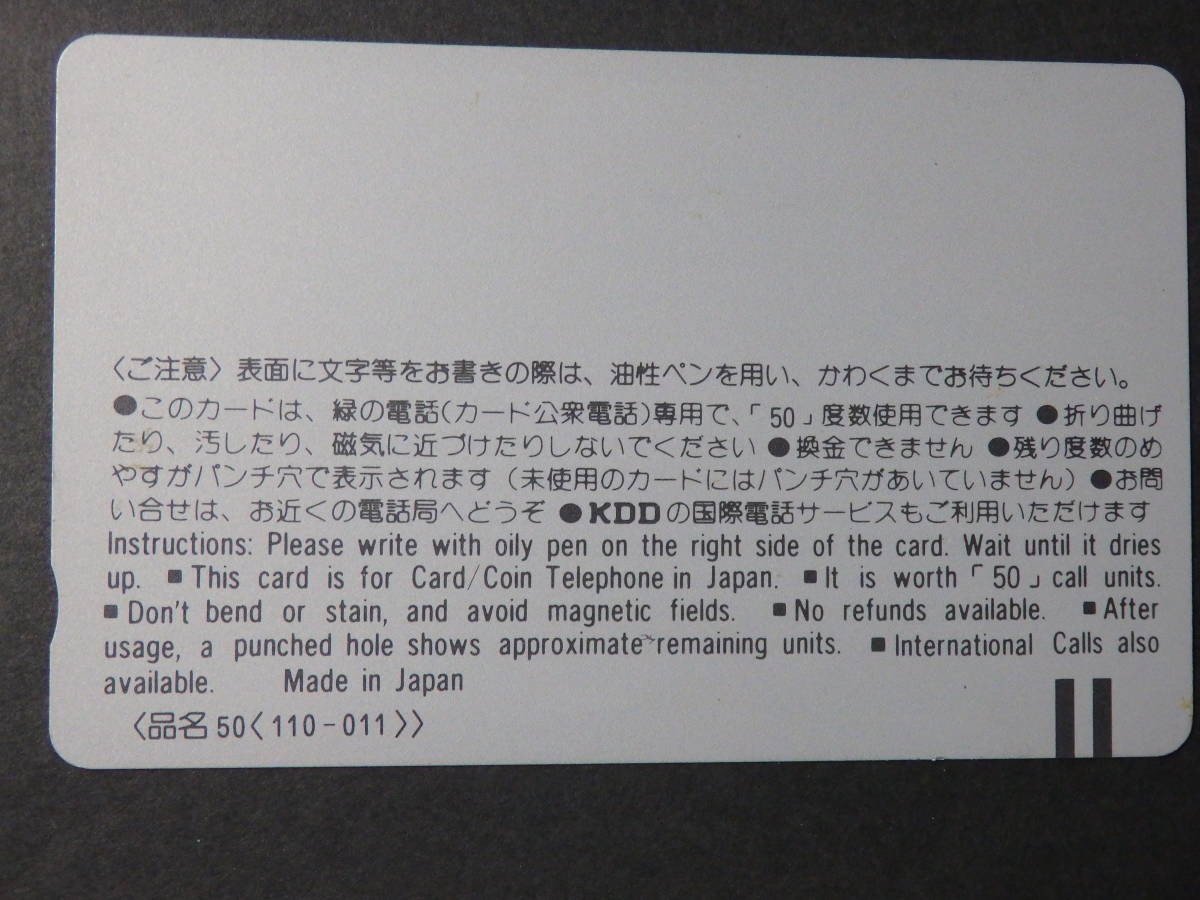 〈ご注意〉表面に文字等をお書きの際は、油性ペンを用い、かわくまでお待ちください。
●このカードは、緑の電話(カード公衆電話)専用で、「50」度数使用できます ●折り曲げ
たり、汚したり、磁気に近づけたりしないでください ●換金できません ●残り度数のめ
やすがパンチ穴で表示されます(未使用のカードにはパンチ穴があいていません)●お問
い合せは、お近くの電話局へどうぞ ●KDDの国際電話サービスもご利用いただけます
Instructions: Please write with oily pen on the right side of the card. Wait until it dries
up. ■This card is for Card/Coin Telephone in Japan. ■It is worth「50」call units.
■Don't bend or stain, and avoid magnetic fields. ■No refunds available. ■After
usage, a punched hole shows approximate remaining units. ■International Calls also
available. Made in Japan
〈品名50〈110-011〉〉